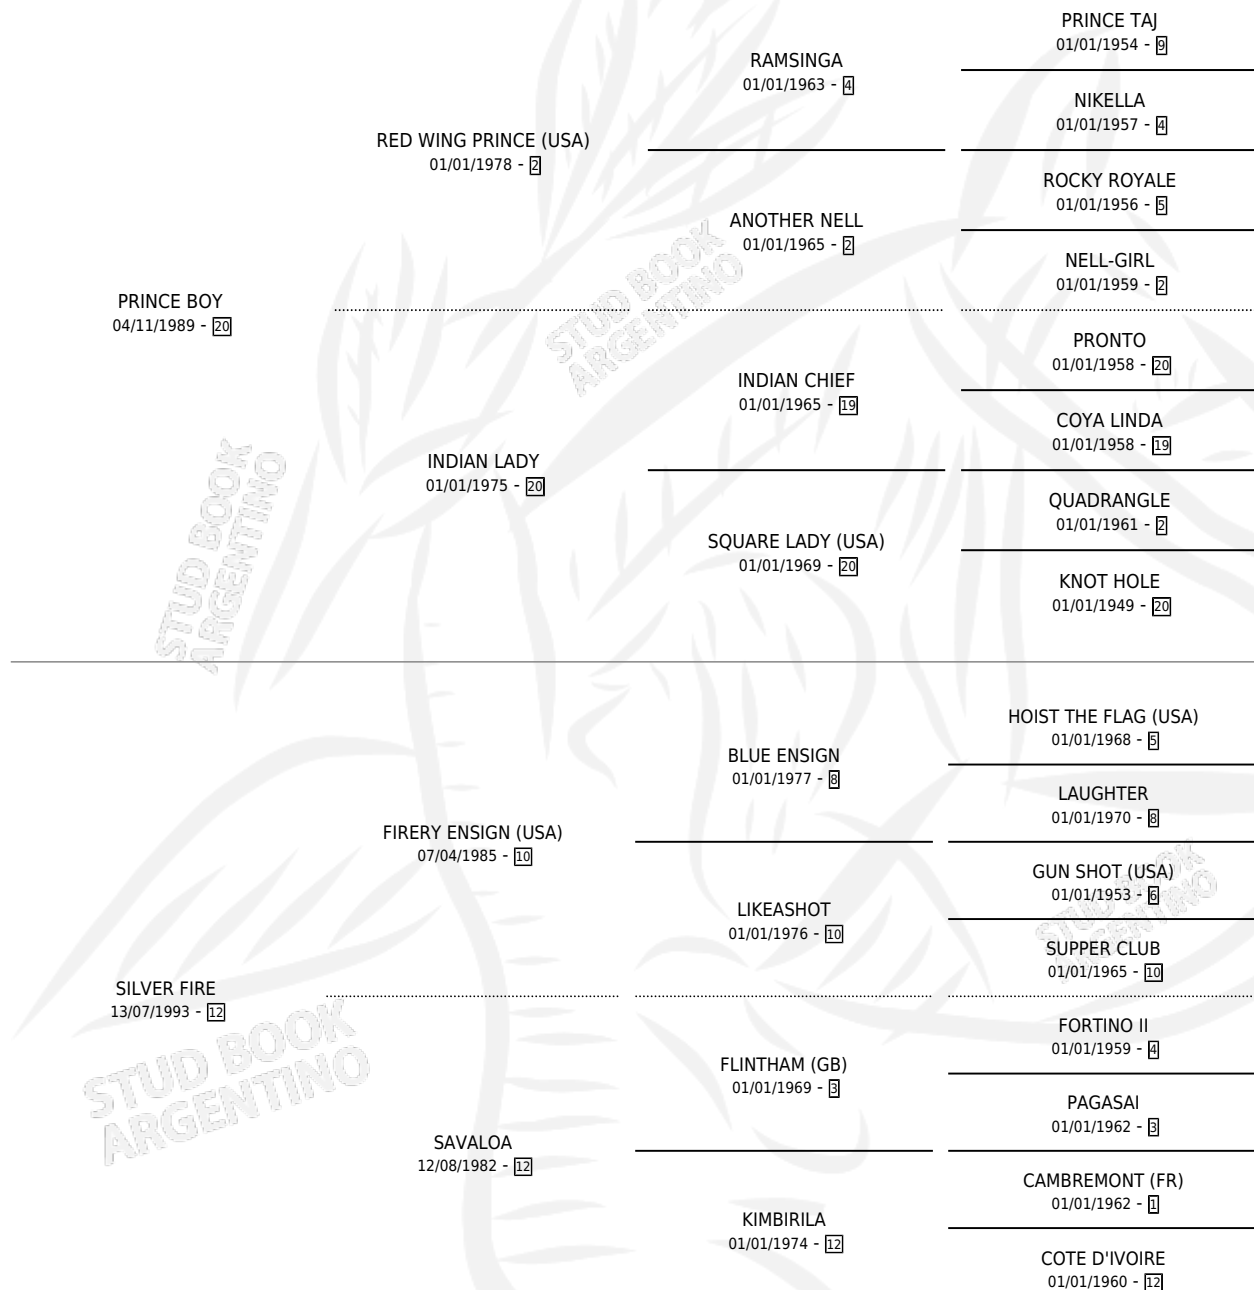 PRINCE TAJ
01/01/1954 - 9
RAMSINGA
01/01/1963 - 4
NIKELLA
01/01/1957 - 4
RED WING PRINCE (USA)
01/01/1978 - 2
ROCKY ROYALE
01/01/1956 - 5
ANOTHER NELL
01/01/1965 - 2
NELL-GIRL
01/01/1959 - 2
PRINCE BOY
04/11/1989 - 20
STUD BOOK
ARGENTINO
PRONTO
01/01/1958 - 20
INDIAN CHIEF
01/01/1965 - 19
COYA LINDA
01/01/1958 - 19
INDIAN LADY
01/01/1975 - 20
QUADRANGLE
01/01/1961 - 2
SQUARE LADY (USA)
01/01/1969 - 20
KNOT HOLE
01/01/1949 - 20
STUD BOOK
ARGENTINO
HOIST THE FLAG (USA)
01/01/1968 - 5
BLUE ENSIGN
01/01/1977 - 8
LAUGHTER
01/01/1970 - 8
FIRERY ENSIGN (USA)
07/04/1985 - 10
GUN SHOT (USA)
01/01/1953 - 6
LIKEASHOT
01/01/1976 - 10
SUPPER CLUB
01/01/1965 - 10
STUD BOOK
ARGENTINO
SILVER FIRE
13/07/1993 - 12
STUD BOOK
ARGENTINO
FORTINO II
01/01/1959 - 4
FLINTHAM (GB)
01/01/1969 - 3
PAGASAI
01/01/1962 - 3
SAVALOA
12/08/1982 - 12
CAMBREMONT (FR)
01/01/1962 - 1
KIMBIRILA
01/01/1974 - 12
COTE D'IVOIRE
01/01/1960 - 12